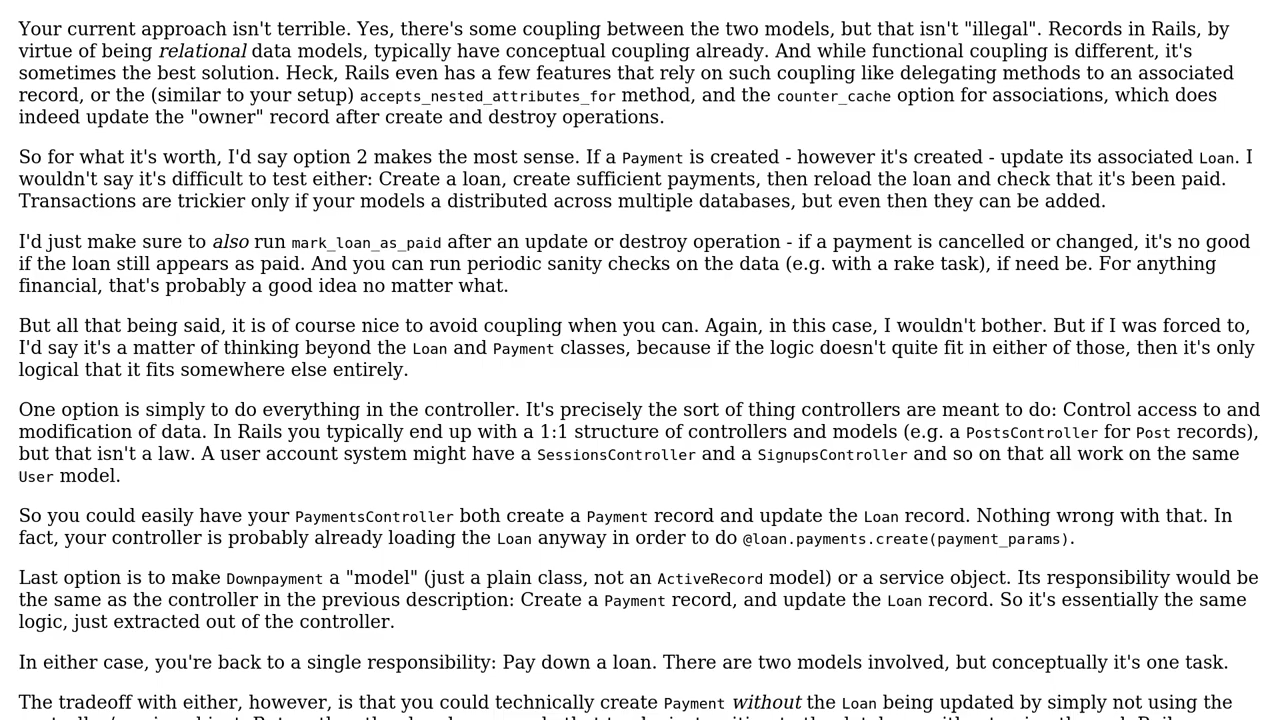 Your current approach isn't terrible. Yes, there's some coupling between the two models, but that isn't "illegal". Records in Rails, by
virtue of being relational data models, typically have conceptual coupling already. And while functional coupling is different, it's
sometimes the best solution. Heck, Rails even has a few features that rely on such coupling like delegating methods to an associated
record, or the (similar to your setup) accepts_nested_attributes_for method, and the counter_cache option for associations, which does
indeed update the "owner" record after create and destroy operations.
So for what it's worth, I'd say option 2 makes the most sense. If a Payment is created - however it's created - update its associated Loan. I
wouldn't say it's difficult to test either: Create a loan, create sufficient payments, then reload the loan and check that it's been paid.
Transactions are trickier only if your models a distributed across multiple databases, but even then they can be added.
I'd just make sure to also run mark_loan_as_paid after an update or destroy operation - if a payment is cancelled or changed, it's no good
if the loan still appears as paid. And you can run periodic sanity checks on the data (e.g. with a rake task), if need be. For anything
financial, that's probably a good idea no matter what.
But all that being said, it is of course nice to avoid coupling when you can. Again, in this case, I wouldn't bother. But if I was forced to,
I'd say it's a matter of thinking beyond the Loan and Payment classes, because if the logic doesn't quite fit in either of those, then it's only
logical that it fits somewhere else entirely.
One option is simply to do everything in the controller. It's precisely the sort of thing controllers are meant to do: Control access to and
modification of data. In Rails you typically end up with a 1:1 structure of controllers and models (e.g. a PostsController for Post records),
but that isn't a law. A user account system might have a SessionsController and a SignupsController and so on that all work on the same
User model.
So you could easily have your PaymentsController both create a Payment record and update the Loan record. Nothing wrong with that. In
fact, your controller is probably already loading the Loan anyway in order to do @loan.payments.create(payment_params).
Last option is to make Downpayment a "model" (just a plain class, not an ActiveRecord model) or a service object. Its responsibility would be
the same as the controller in the previous description: Create a Payment record, and update the Loan record. So it's essentially the same
logic, just extracted out of the controller.
In either case, you're back to a single responsibility: Pay down a loan. There are two models involved, but conceptually it's one task.
The tradeoff with either, however, is that you could technically create Payment without the Loan being updated by simply not using the